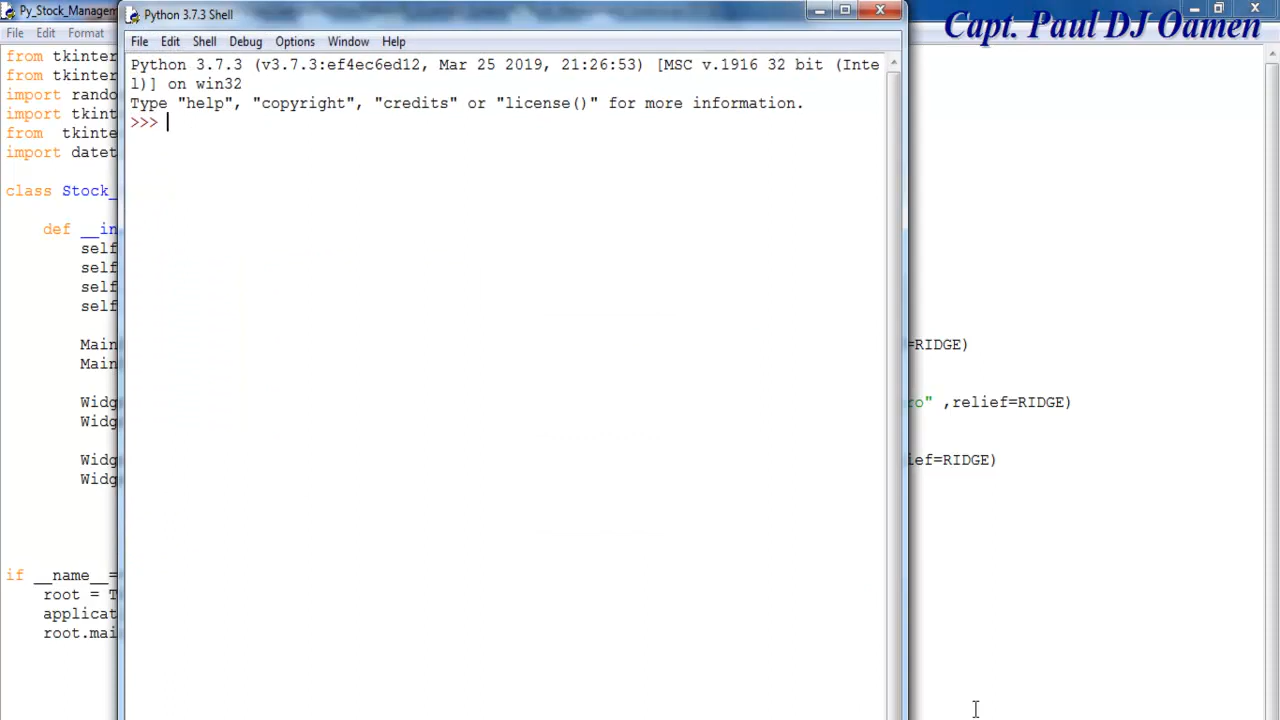 Py_Stock_Managem
Python 3.7.3 Shell
Capt. Paul DJ Oamen
File Edit Format
File Edit Shell Debug Options Window Help
from tkinter
from tkinter
import rando
import tkint
from  tkinter
import datet
class Stock_
    def __in
        self
        self
        self
        self
        Main
        Main
        Widg
        Widg
        Widg
        Widg
if __name__=
    root = T
    applicat
    root.mai
Python 3.7.3 (v3.7.3:ef4ec6ed12, Mar 25 2019, 21:26:53) [MSC v.1916 32 bit (Inte
l)] on win32
Type "help", "copyright", "credits" or "license()" for more information.
>>>
=RIDGE)
ro" ,relief=RIDGE)
ief=RIDGE)